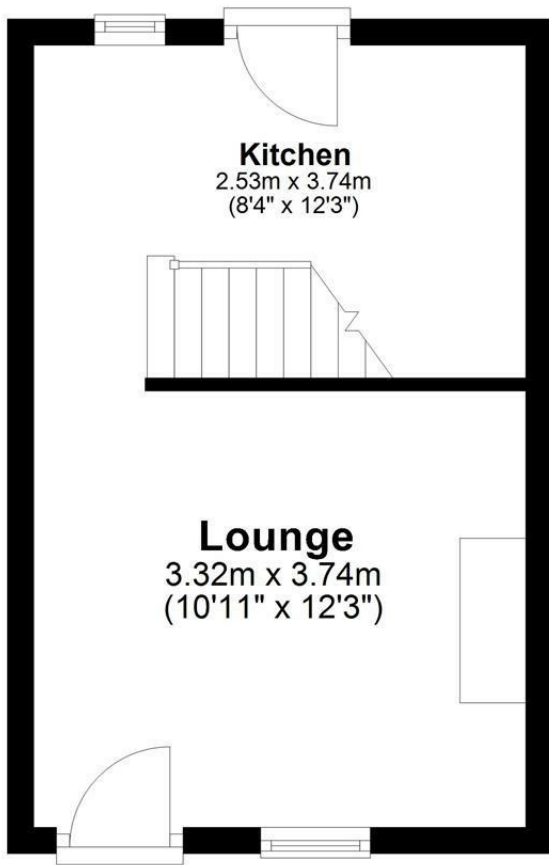 Kitchen
2.53m x 3.74m
(8'4" x 12'3")
Lounge
3.32m x 3.74m
(10'11" x 12'3")